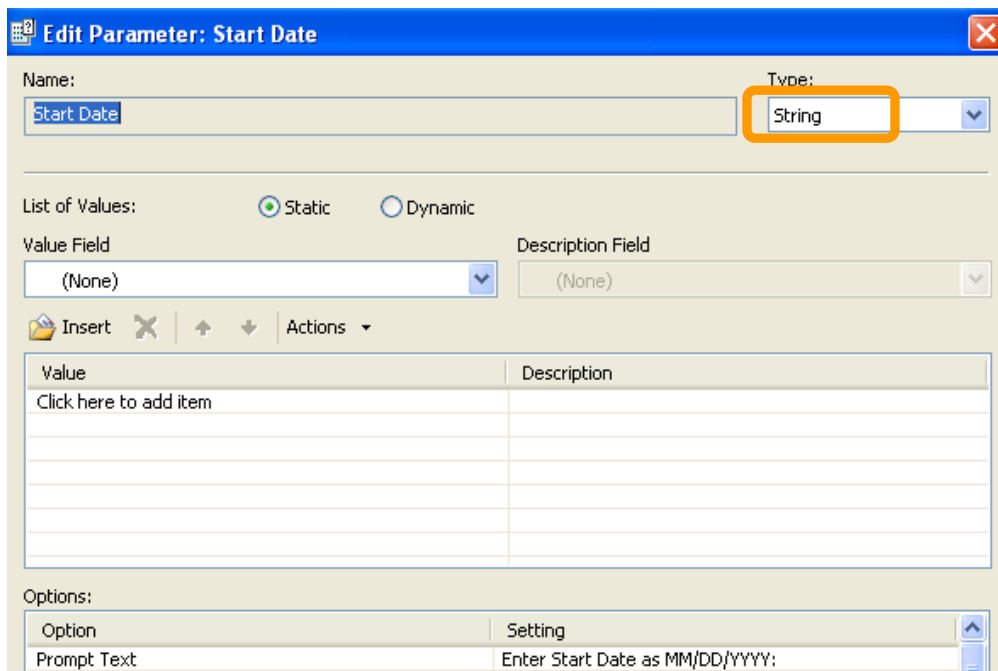 Edit Parameter: Start Date
Name:
Type:
Start Date
String
List of Values:
Static
Dynamic
Value Field
Description Field
(None)
(None)
Insert
Actions
Value
Description
Click here to add item
Options:
Option
Setting
Prompt Text
Enter Start Date as MM/DD/YYYY: